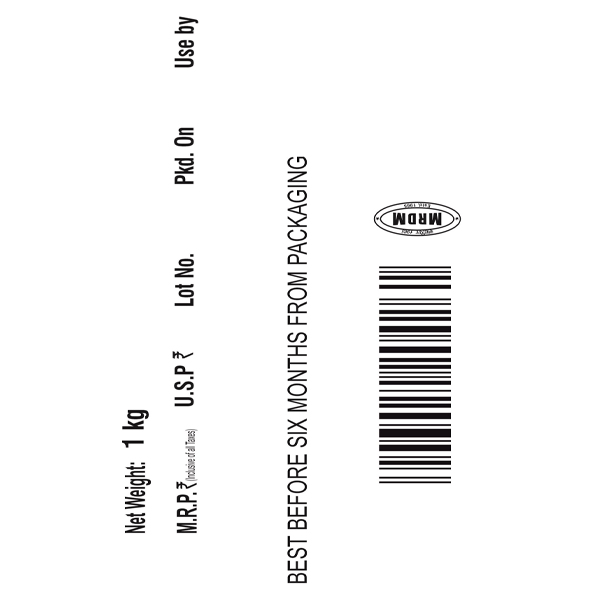 Net Weight: 1 kg
M.R.P. ₹ (Inclusive of all Taxes) U.S.P ₹ Lot No. Pkd. On Use by
BEST BEFORE SIX MONTHS FROM PACKAGING
MRDM
Estd. 1905